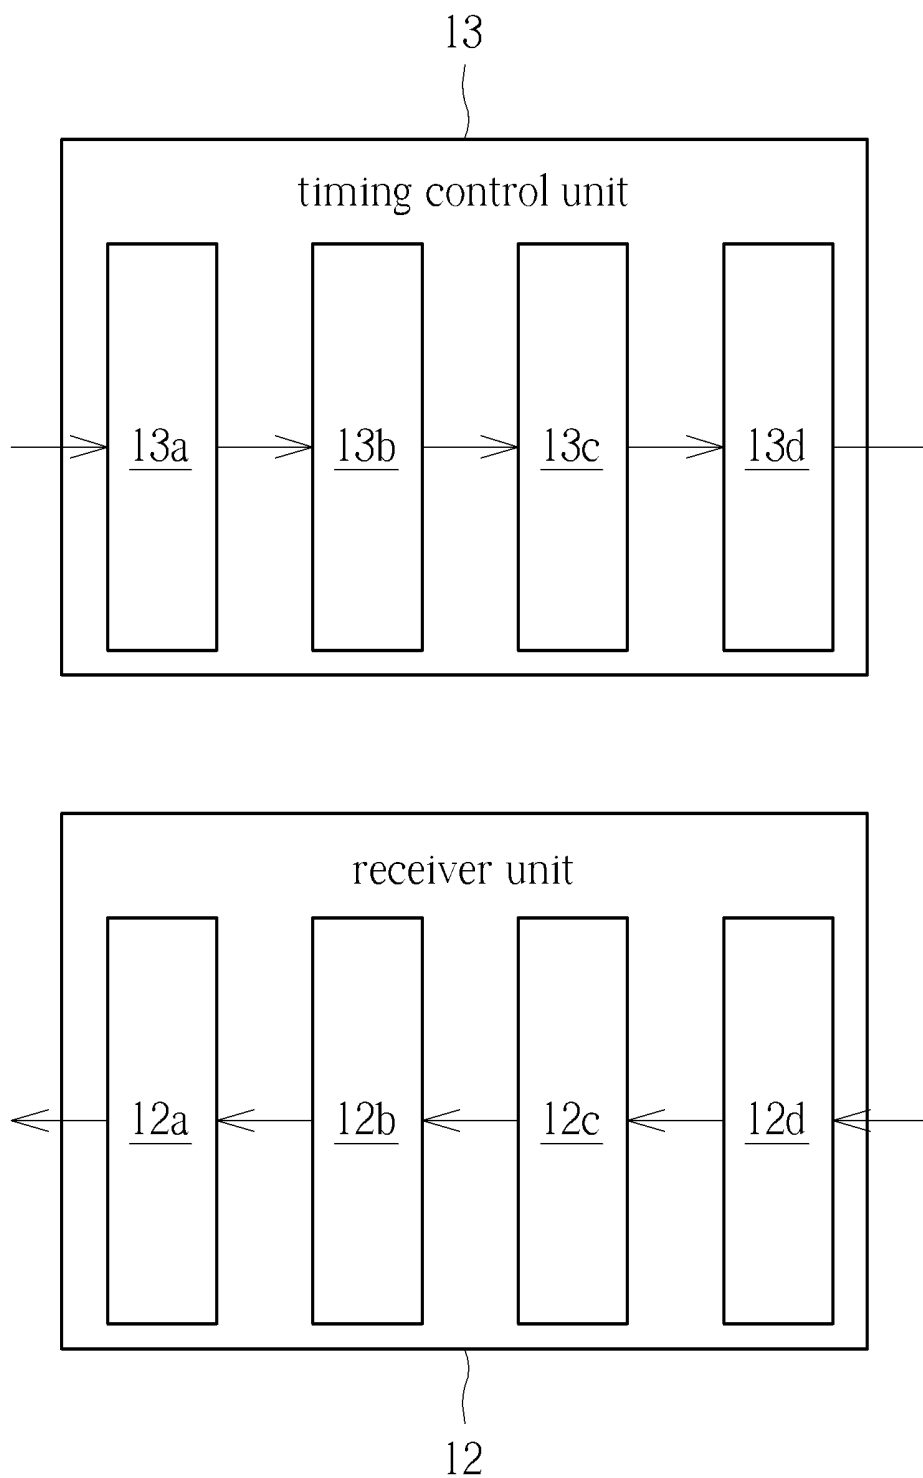 13
timing control unit
13a 13b 13c 13d
receiver unit
12a 12b 12c 12d
12